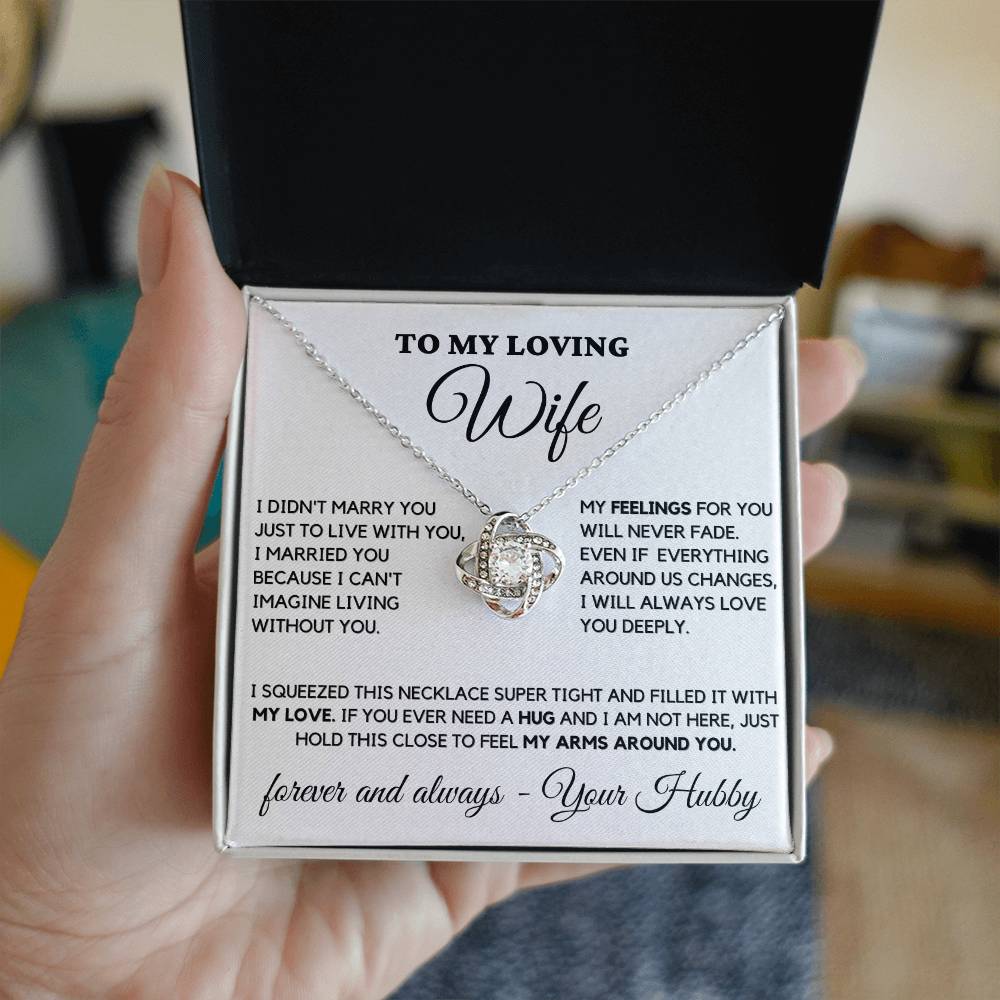 TO MY LOVING
Wife
I DIDN'T MARRY YOU
JUST TO LIVE WITH YOU,
I MARRIED YOU
BECAUSE I CAN'T
IMAGINE LIVING
WITHOUT YOU.
MY FEELINGS FOR YOU
WILL NEVER FADE.
EVEN IF EVERYTHING
AROUND US CHANGES,
I WILL ALWAYS LOVE
YOU DEEPLY.
I SQUEEZED THIS NECKLACE SUPER TIGHT AND FILLED IT WITH
MY LOVE. IF YOU EVER NEED A HUG AND I AM NOT HERE, JUST
HOLD THIS CLOSE TO FEEL MY ARMS AROUND YOU.
forever and always - Your Hubby